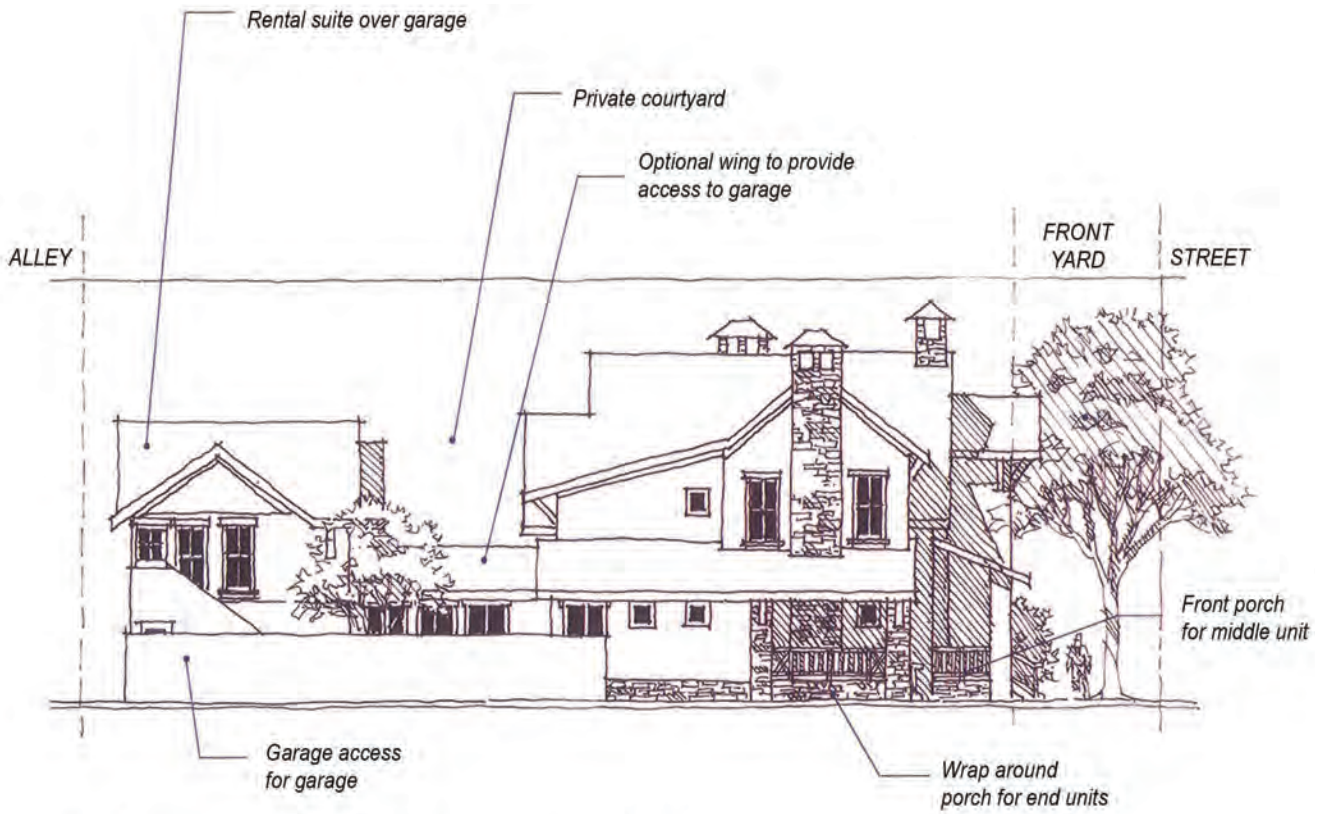 Rental suite over garage
Private courtyard
Optional wing to provide
access to garage
ALLEY
FRONT
YARD
STREET
Front porch
for middle unit
Garage access
for garage
Wrap around
porch for end units